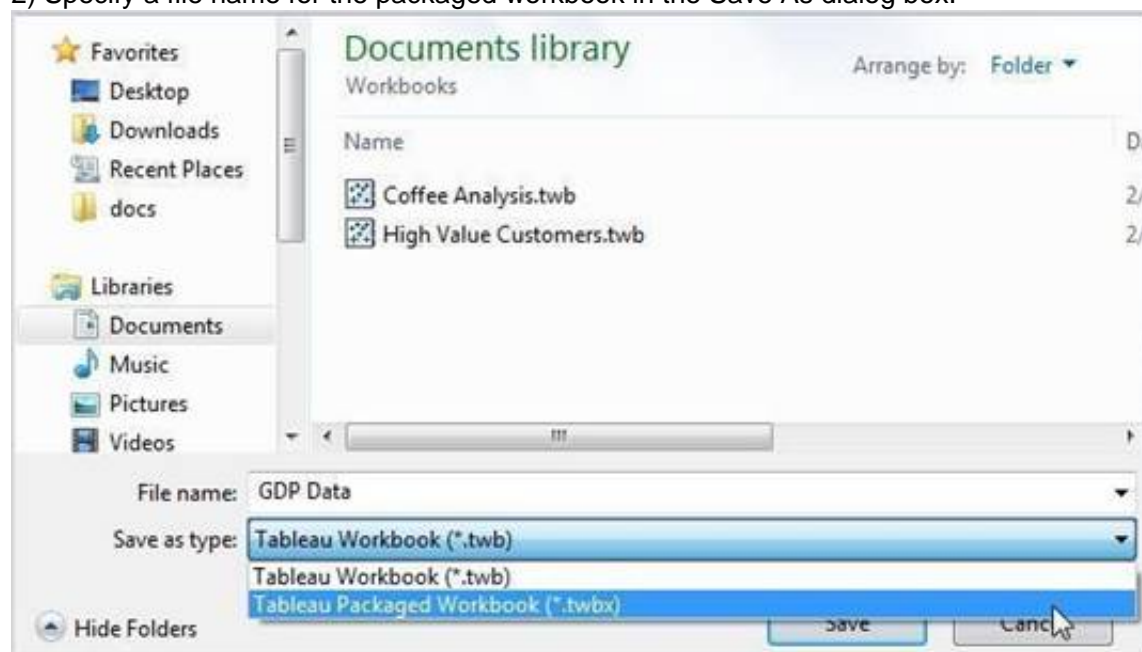 2) Specify a file name for the packaged workbook in the Save As dialog box.
Favorites
Desktop
Downloads
Recent Places
docs
Libraries
Documents
Music
Pictures
Videos
Documents library
Workbooks
Arrange by: Folder
Name
Coffee Analysis.twb
High Value Customers.twb
File name: GDP Data
Save as type: Tableau Workbook (*.twb)
Tableau Workbook (*.twb)
Tableau Packaged Workbook (*.twbx)
Hide Folders
Save
Cancel